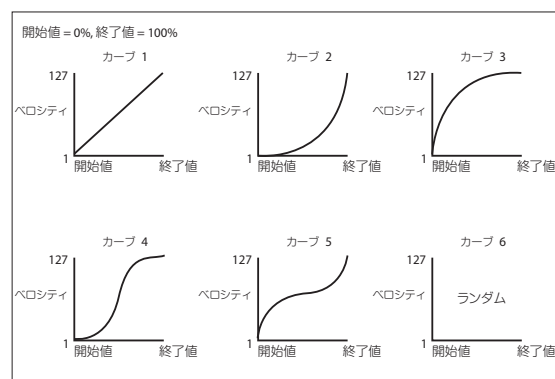 開始値 = 0%, 終了値 = 100%
カーブ 1
127
ベロシティ
1
開始値 終了値
カーブ 2
127
ベロシティ
1
開始値 終了値
カーブ 3
127
ベロシティ
1
開始値 終了値
カーブ 4
127
ベロシティ
1
開始値 終了値
カーブ 5
127
ベロシティ
1
開始値 終了値
カーブ 6
127
ベロシティ
ランダム
1
開始値 終了値